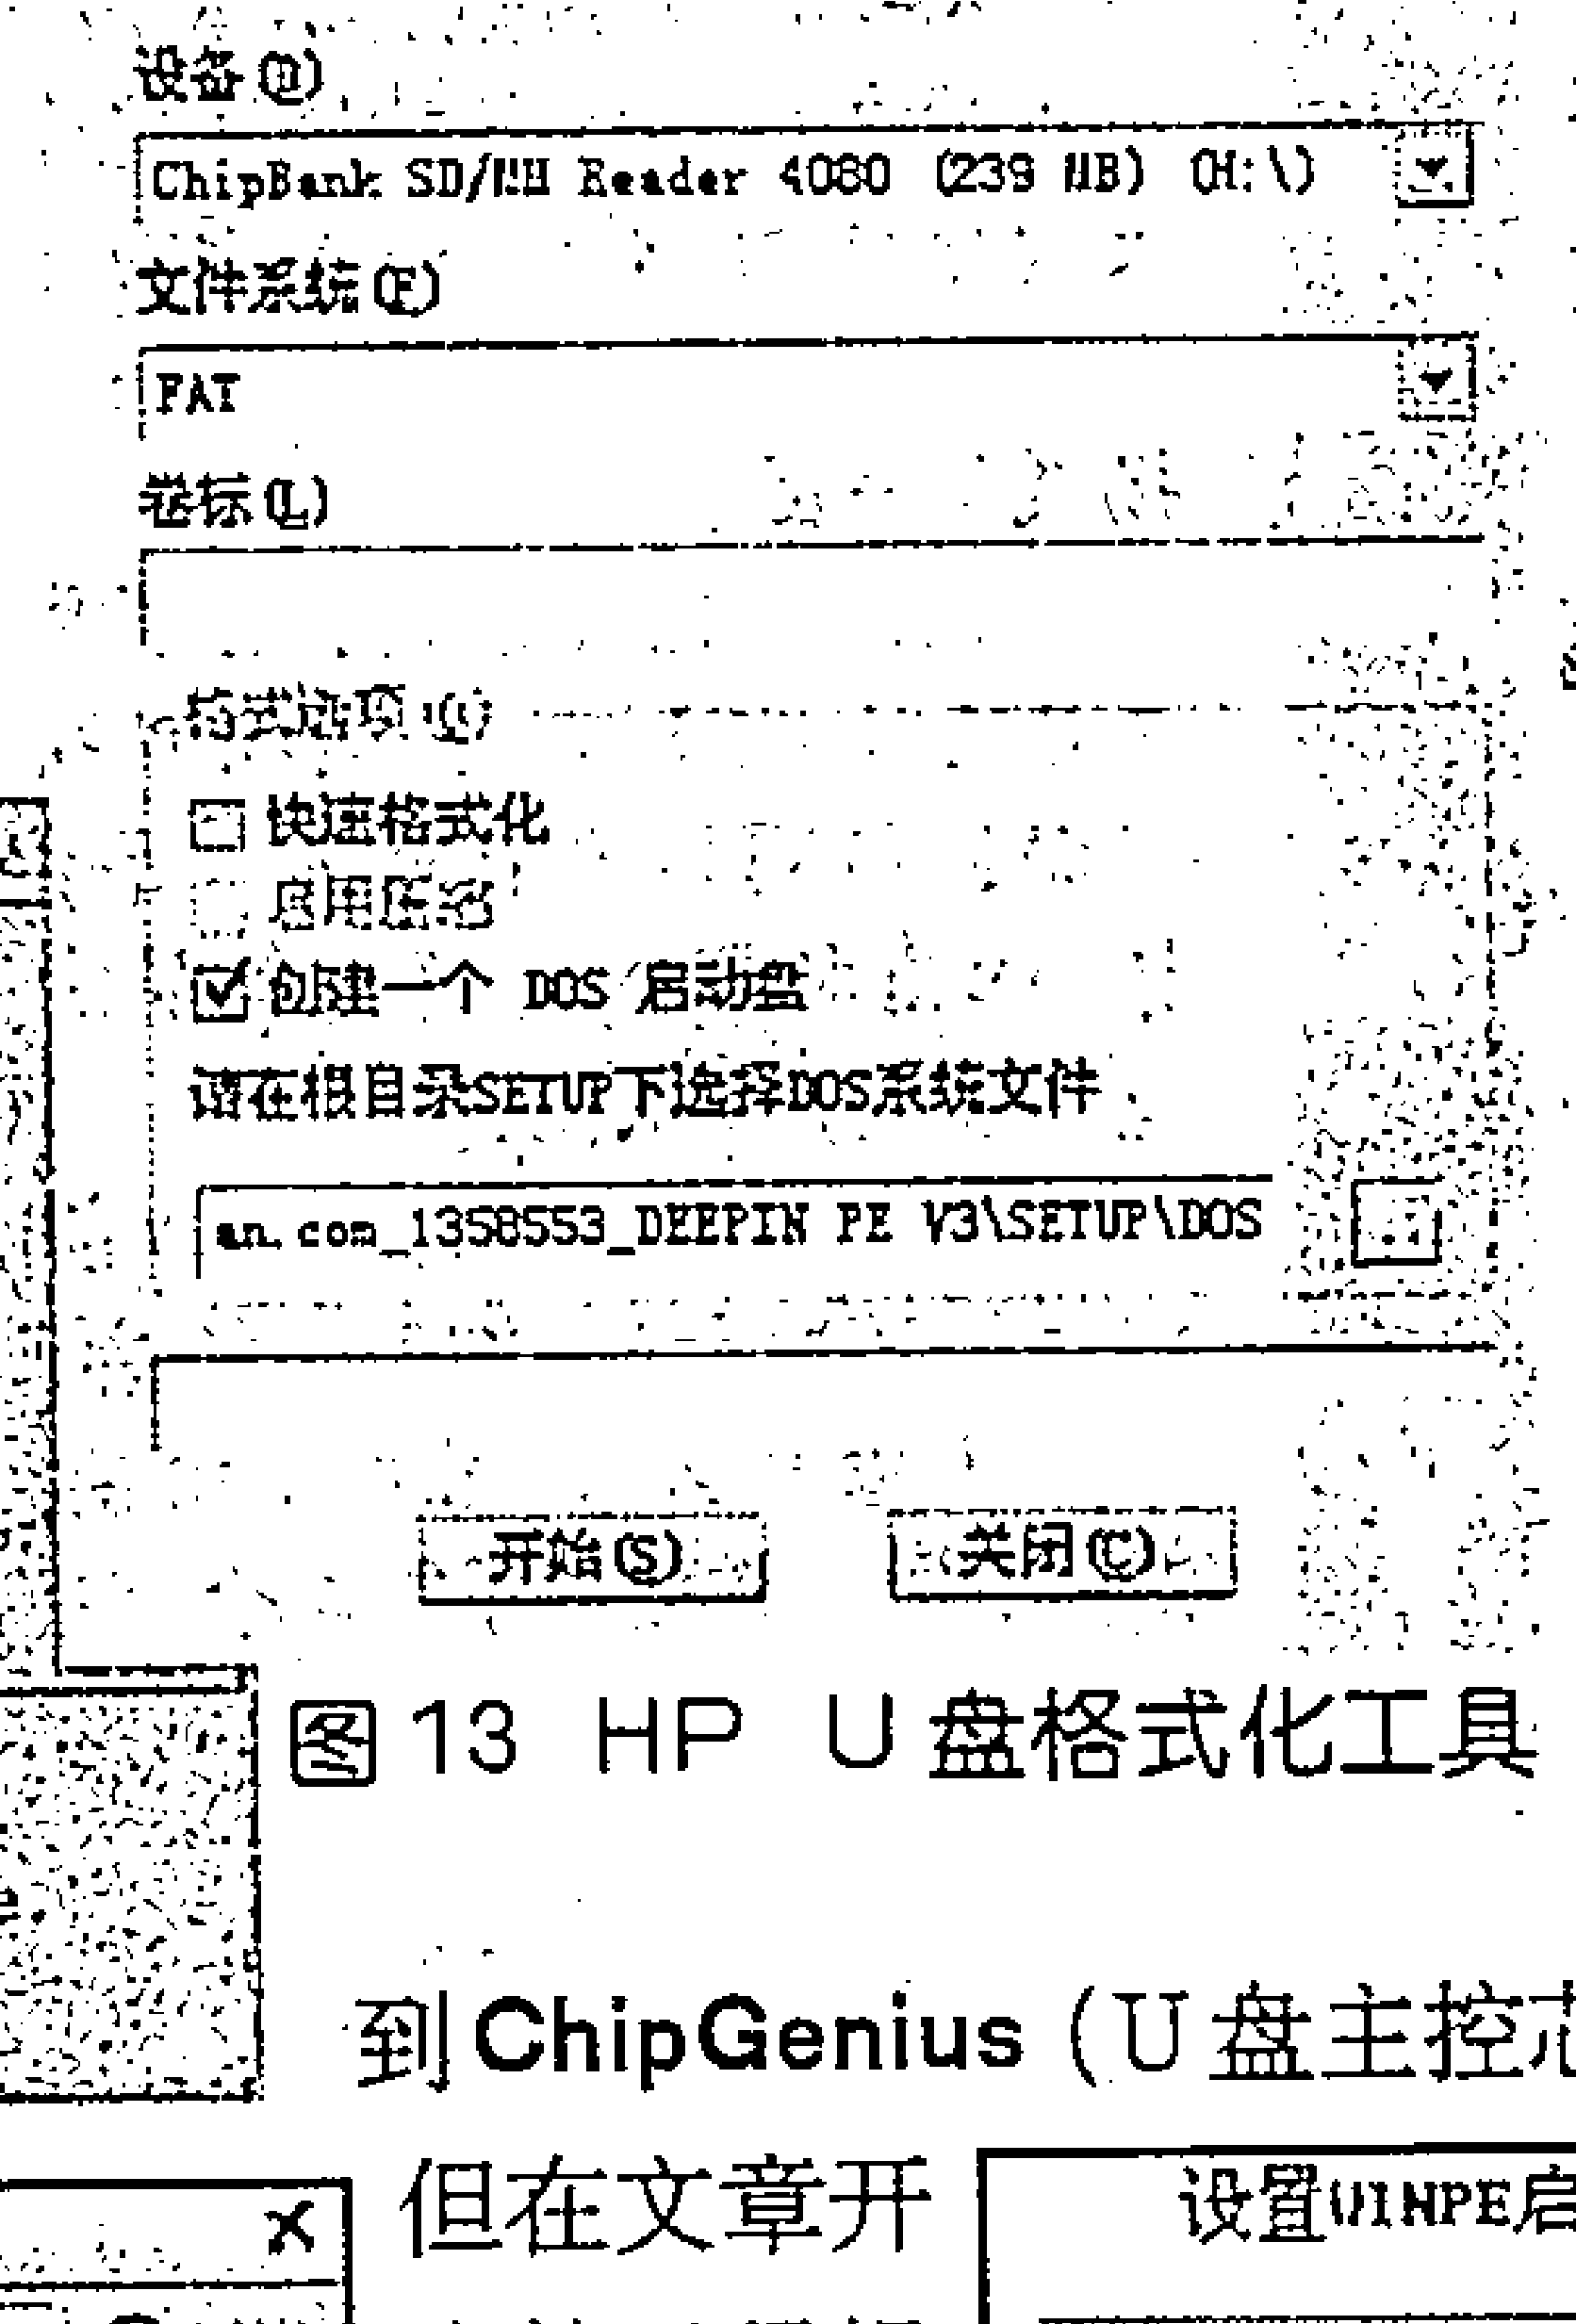 设备(D)
ChipBank SD/MM Reader 4080 (239 MB) (H:\)
文件系统(F)
FAT
卷标(L)
格式选项(O)
快速格式化
启用压缩
创建一个 DOS 启动盘
请在根目录SETUP下选择DOS系统文件
an.com_1358553_DEEPIN PE V3\SETUP\DOS
开始(S)
关闭(C)
图13 HP U盘格式化工具
到ChipGenius (U盘主控芯
但在文章开
设置WINPE启